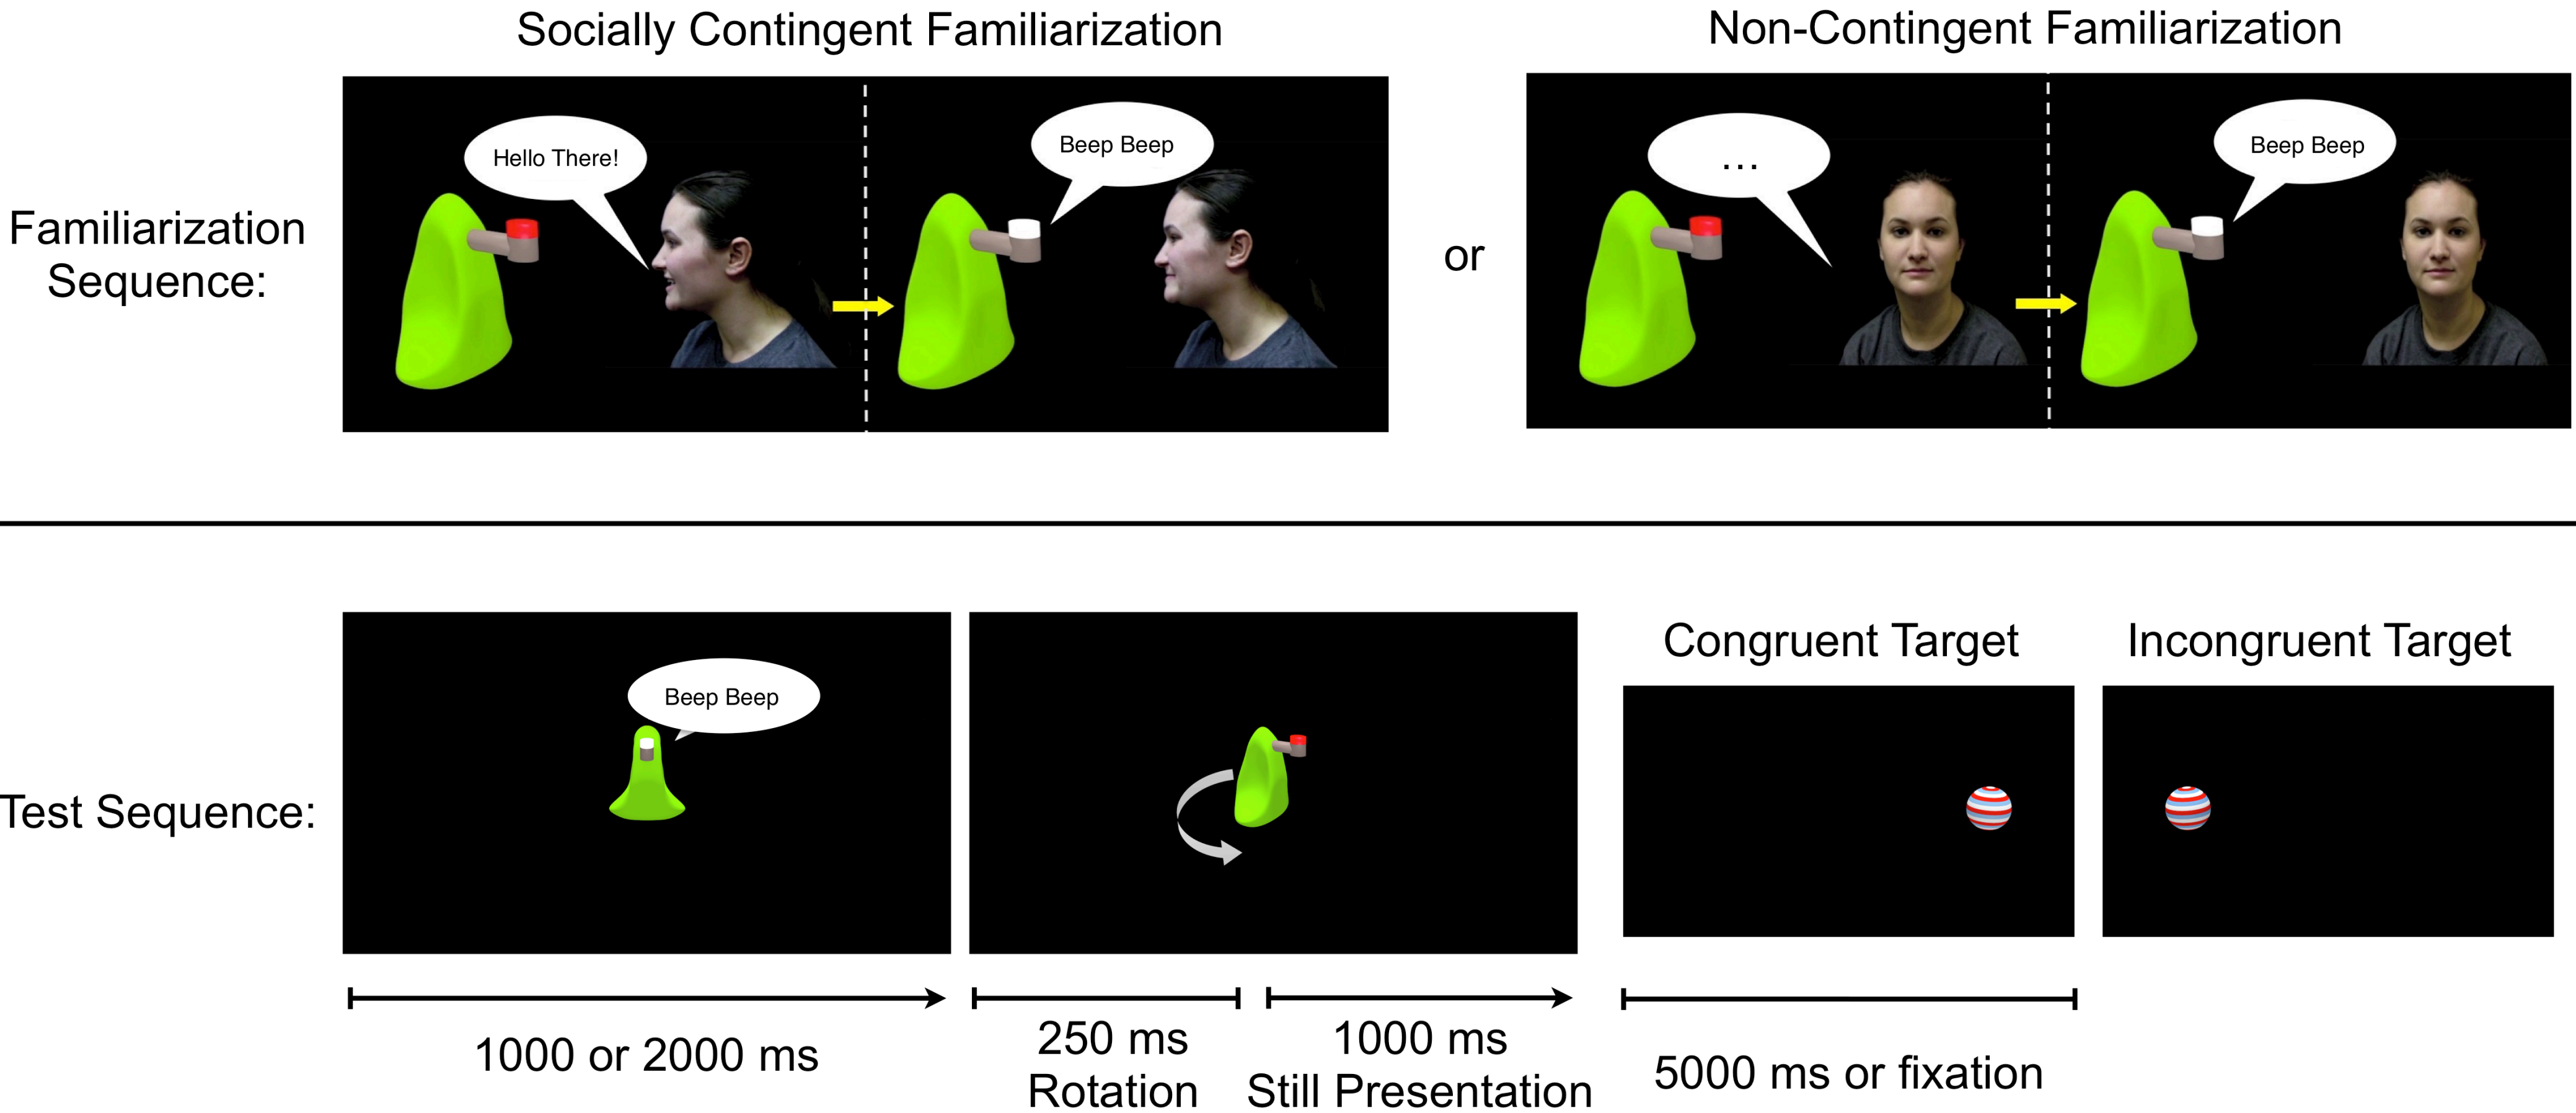 Socially Contingent Familiarization
Non-Contingent Familiarization
Familiarization
Sequence:
Hello There!
Beep Beep
or
...
Beep Beep
Test Sequence:
Beep Beep
Congruent Target
Incongruent Target
1000 or 2000 ms
250 ms
Rotation
1000 ms
Still Presentation
5000 ms or fixation